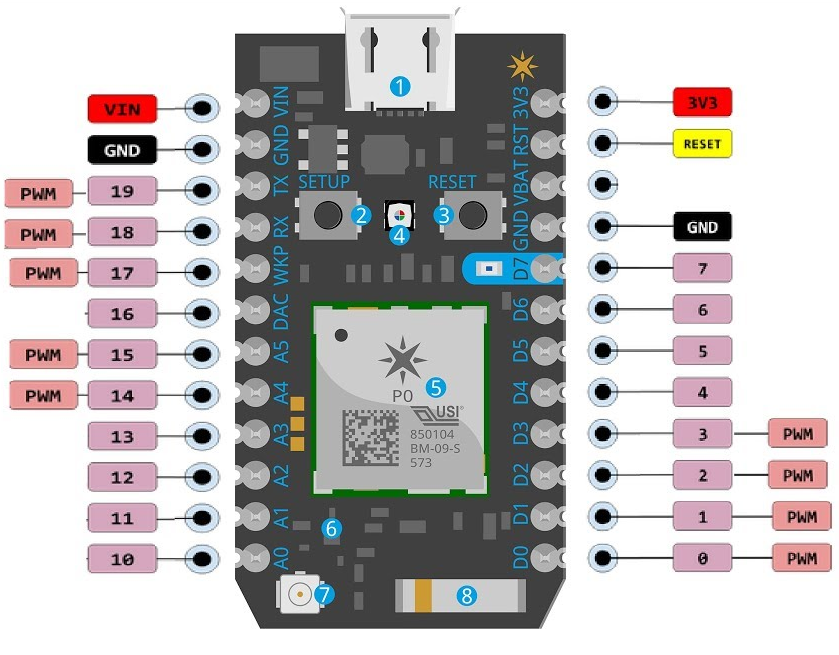 1
VIN VIN 3V3 3V3
GND GND RST RESET
PWM 19 TX SETUP 2 4 3 RESET VBAT
PWM 18 RX GND GND
PWM 17 WKP D7 7
16 DAC D6 6
PWM 15 A5 D5 5
PWM 14 A4 P0 5 D4 4
13 A3 USI D3 3 PWM
850104
BM-09-S
573
12 A2 D2 2 PWM
11 A1 6 D1 1 PWM
10 A0 D0 0 PWM
7 8